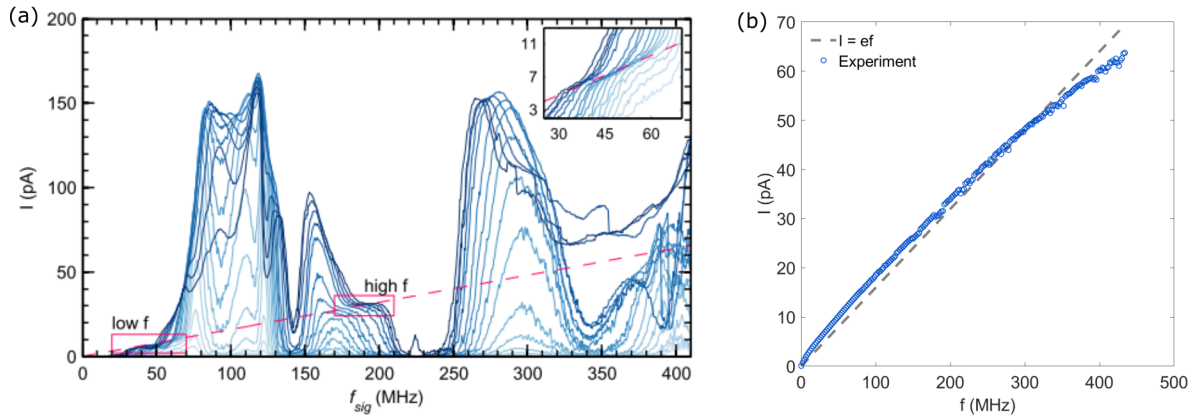 (a)
200
150
100
50
0
I (pA)
low f
high f
11
7
3
30 45 60
0 50 100 150 200 250 300 350 400
f_sig (MHz)
(b)
70
60
50
40
30
20
10
0
I (pA)
I = ef
Experiment
0 100 200 300 400 500
f (MHz)